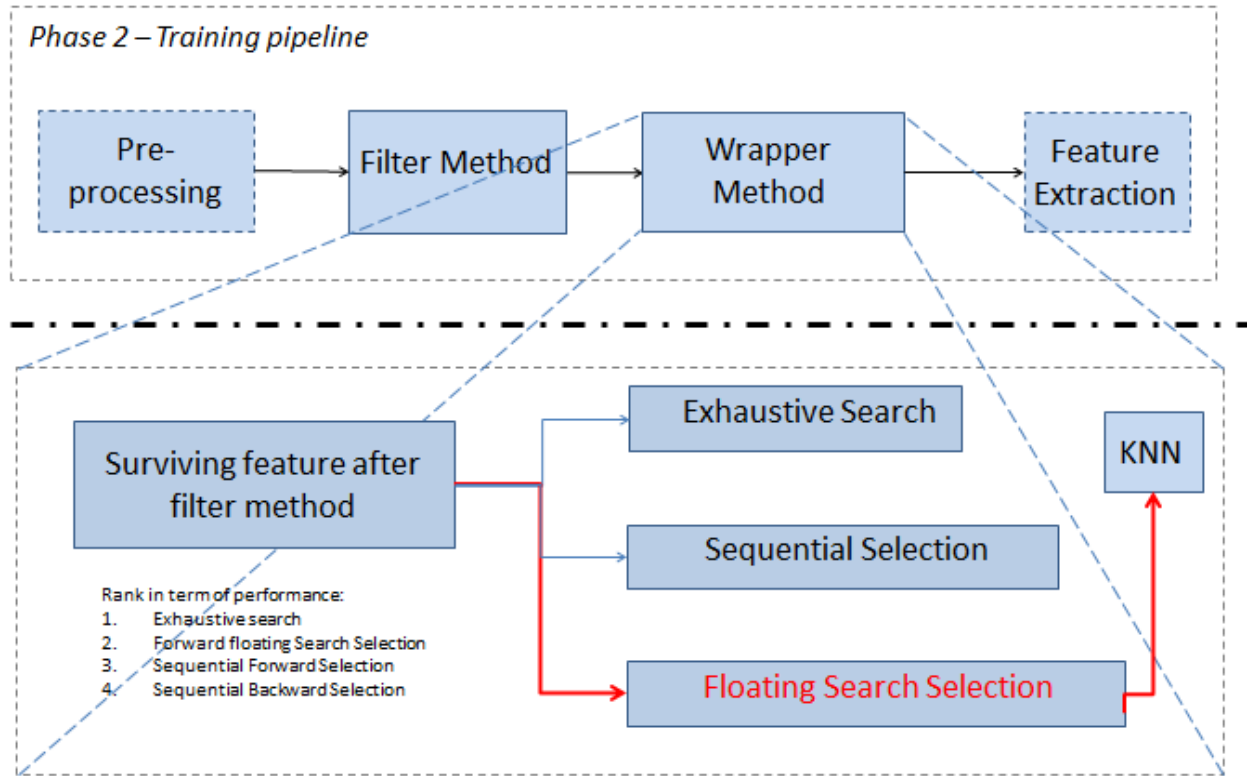 Phase 2 – Training pipeline
Pre-
processing
Filter Method
Wrapper
Method
Feature
Extraction
Surviving feature after
filter method
Exhaustive Search
KNN
Sequential Selection
Rank in term of performance:
1. Exhaustive search
2. Forward floating Search Selection
3. Sequential Forward Selection
4. Sequential Backward Selection
Floating Search Selection